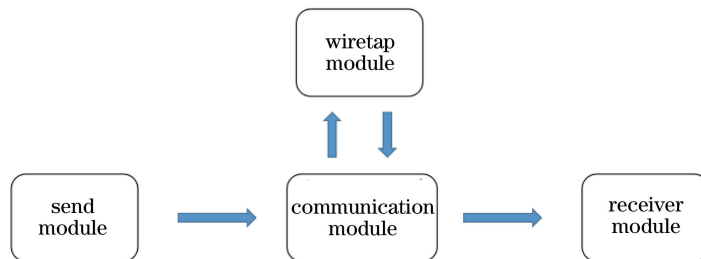 wiretap
module
send
module
communication
module
receiver
module